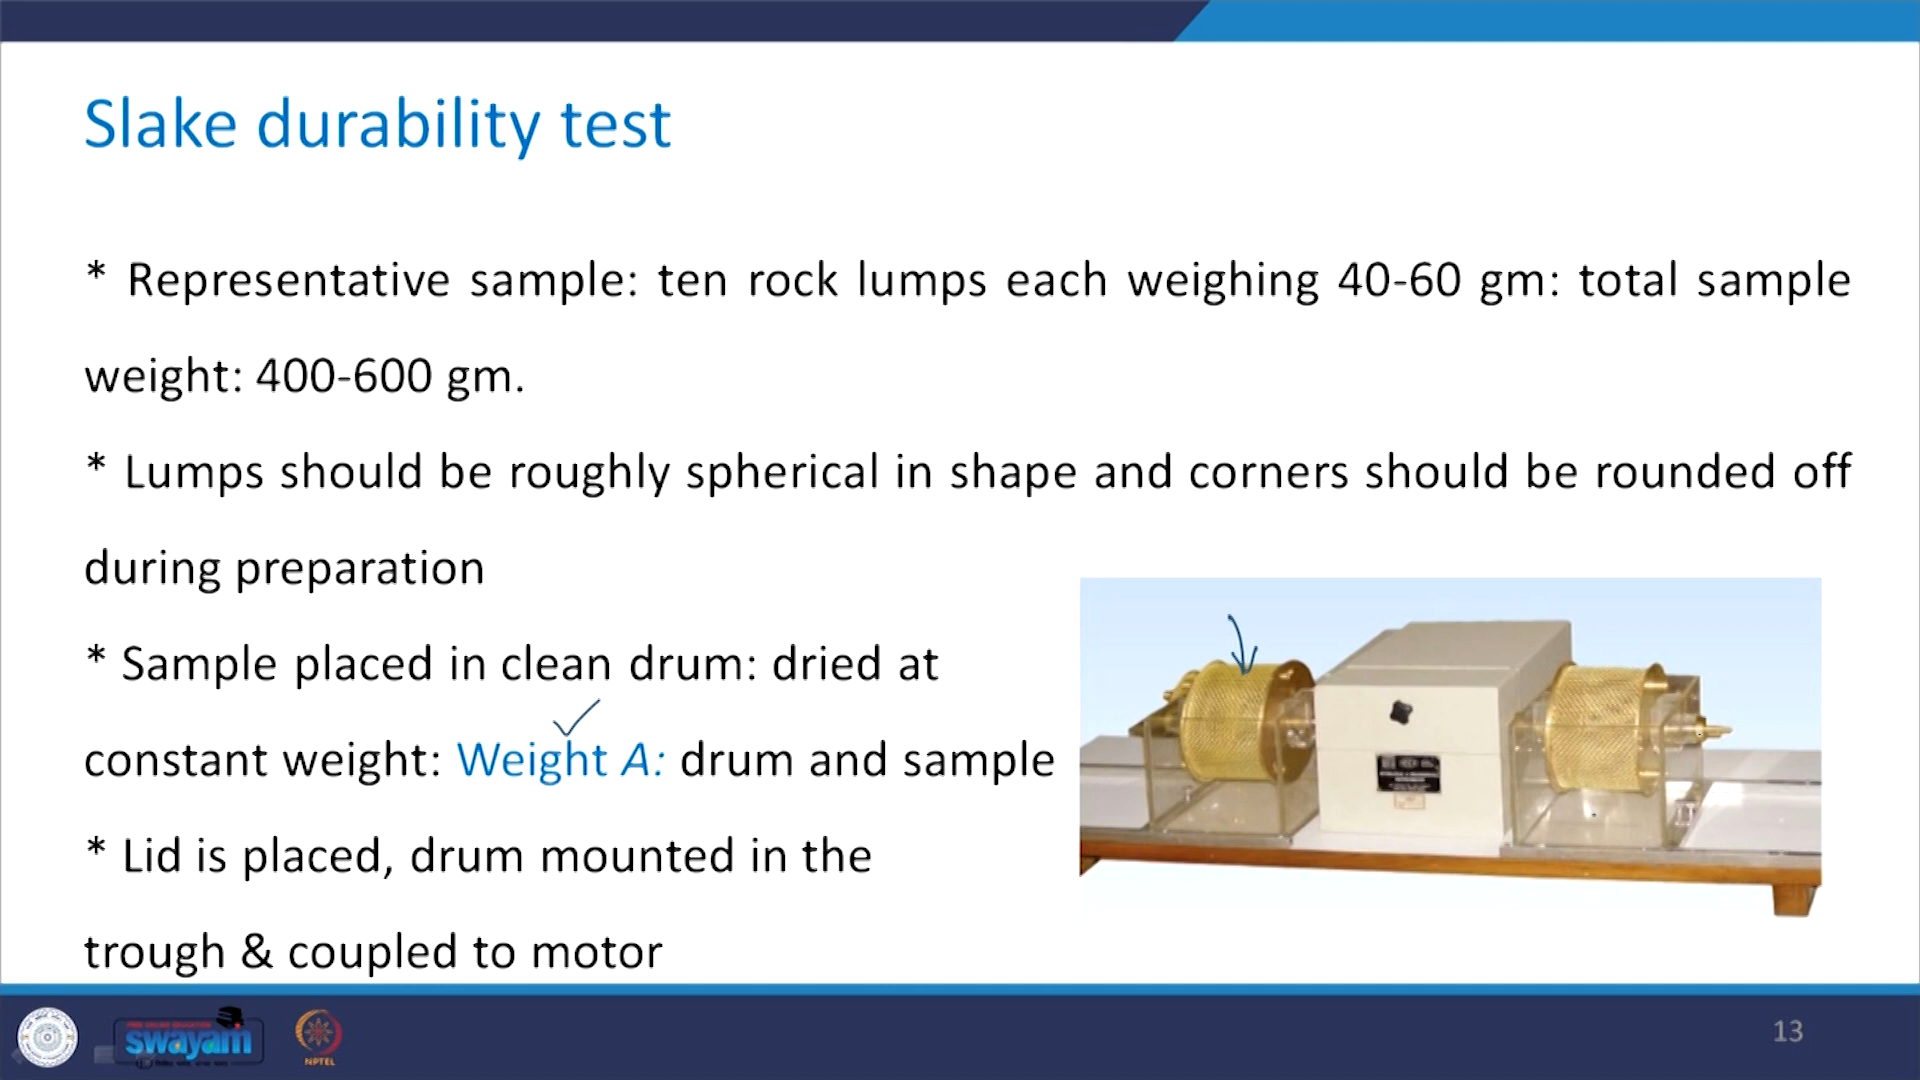 Slake durability test
* Representative sample: ten rock lumps each weighing 40-60 gm: total sample
weight: 400-600 gm.
* Lumps should be roughly spherical in shape and corners should be rounded off
during preparation
* Sample placed in clean drum: dried at
constant weight: Weight A: drum and sample
* Lid is placed, drum mounted in the
trough & coupled to motor
swayam
NPTEL
13